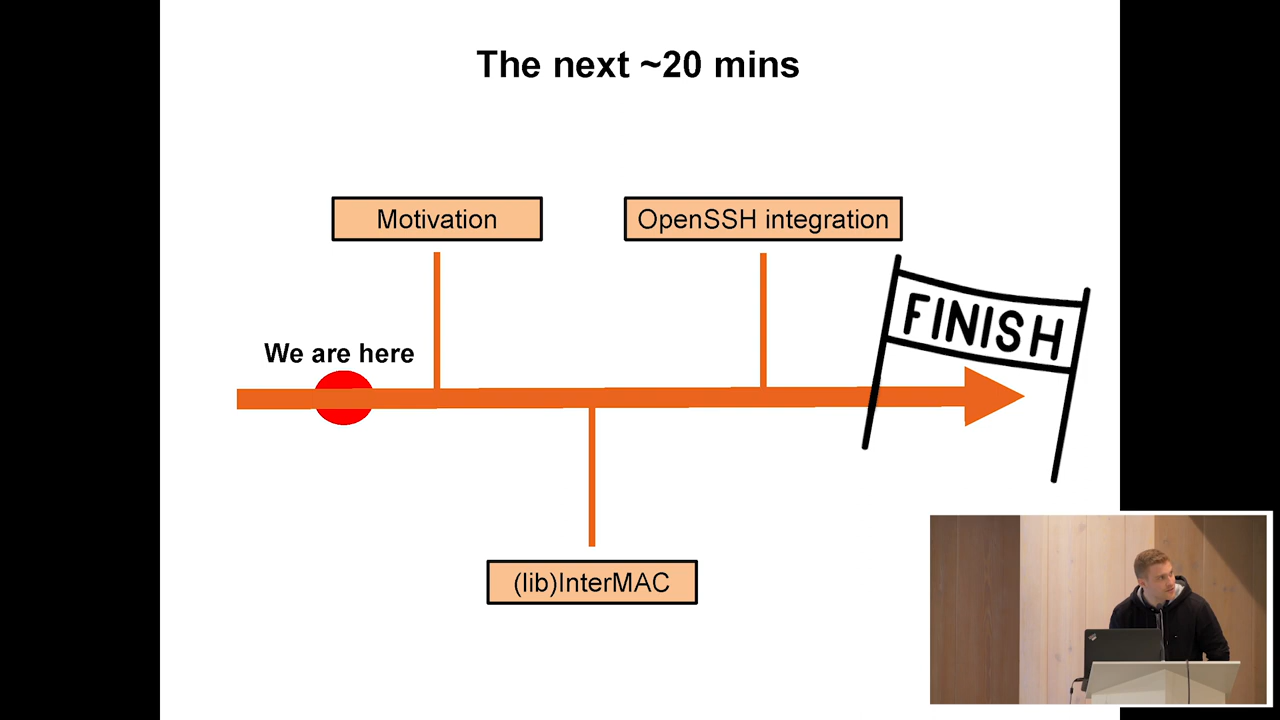 The next ~20 mins
Motivation
OpenSSH integration
FINISH
We are here
(lib)InterMAC